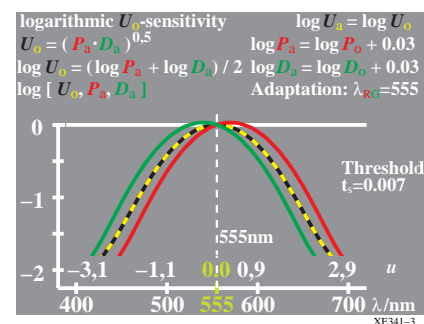 logarithmic Uo-sensitivity log Ua = log Uo
Uo = ( Pa·Da )0,5 log Pa = log Po + 0.03
log Uo = (log Pa + log Da) / 2 log Da = log Do + 0.03
log [ Uo, Pa, Da ] Adaptation: λRG=555
0
Threshold
ts=0.007
−1
555nm
−2 −3,1 −1,1 0.0 0,9 2,9 u
400 500 555 600 700 λ/nm
XE341–3